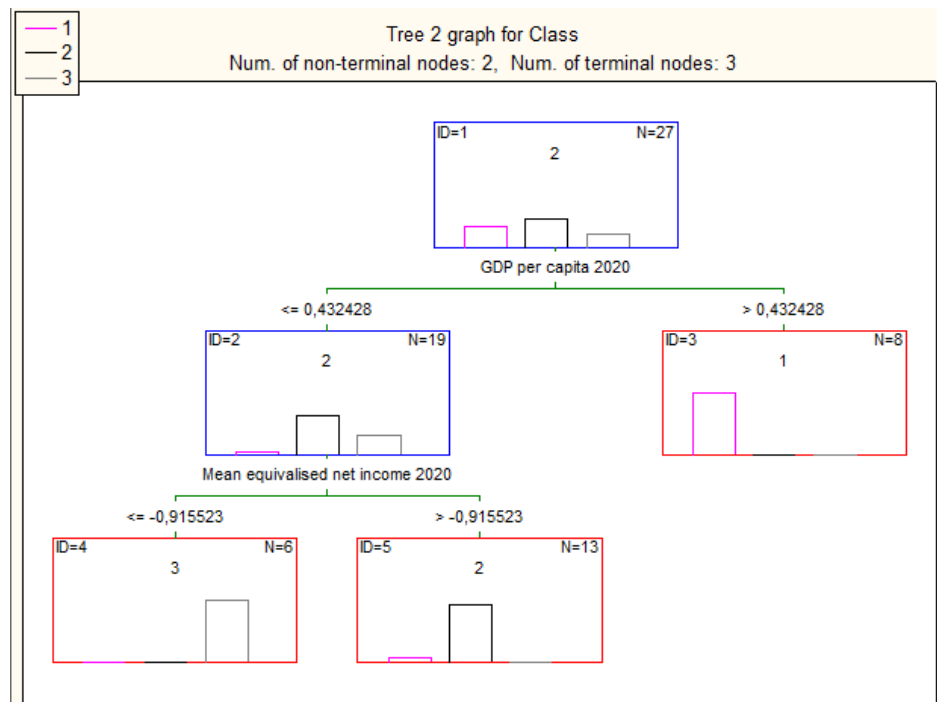 1
2
3
Tree 2 graph for Class
Num. of non-terminal nodes: 2, Num. of terminal nodes: 3
ID=1 N=27
2
GDP per capita 2020
<= 0,432428 > 0,432428
ID=2 N=19 ID=3 N=8
2 1
Mean equivalised net income 2020
<= -0,915523 > -0,915523
ID=4 N=6 ID=5 N=13
3 2